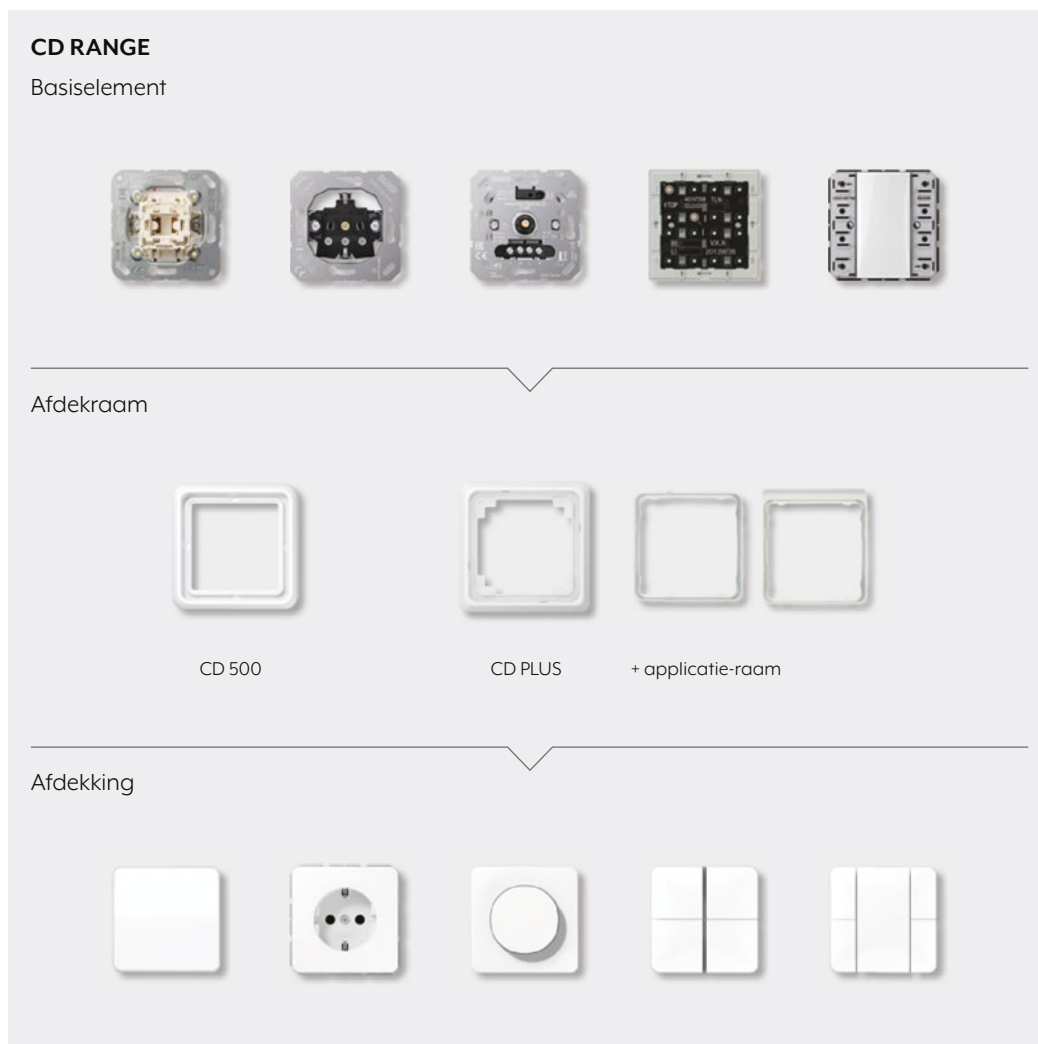 CD RANGE
Basiselement
Afdekraam
CD 500
CD PLUS
+ applicatie-raam
Afdekking